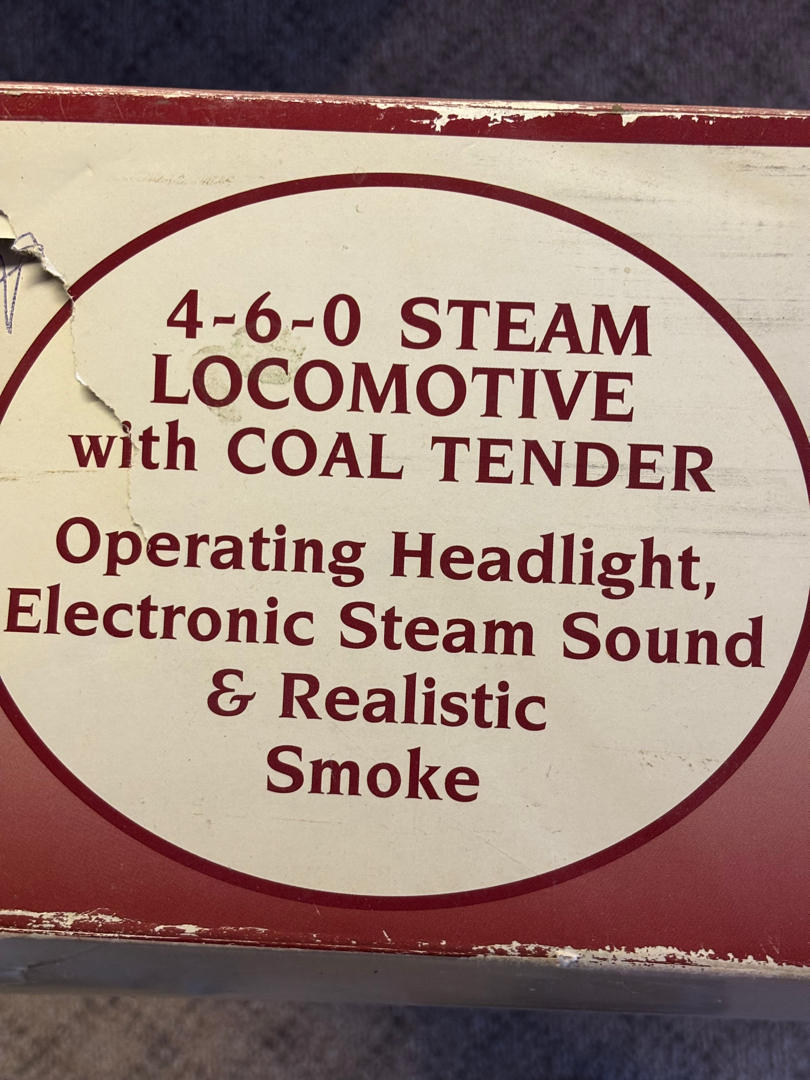 4-6-0 STEAM
LOCOMOTIVE
with COAL TENDER
Operating Headlight,
Electronic Steam Sound
& Realistic
Smoke